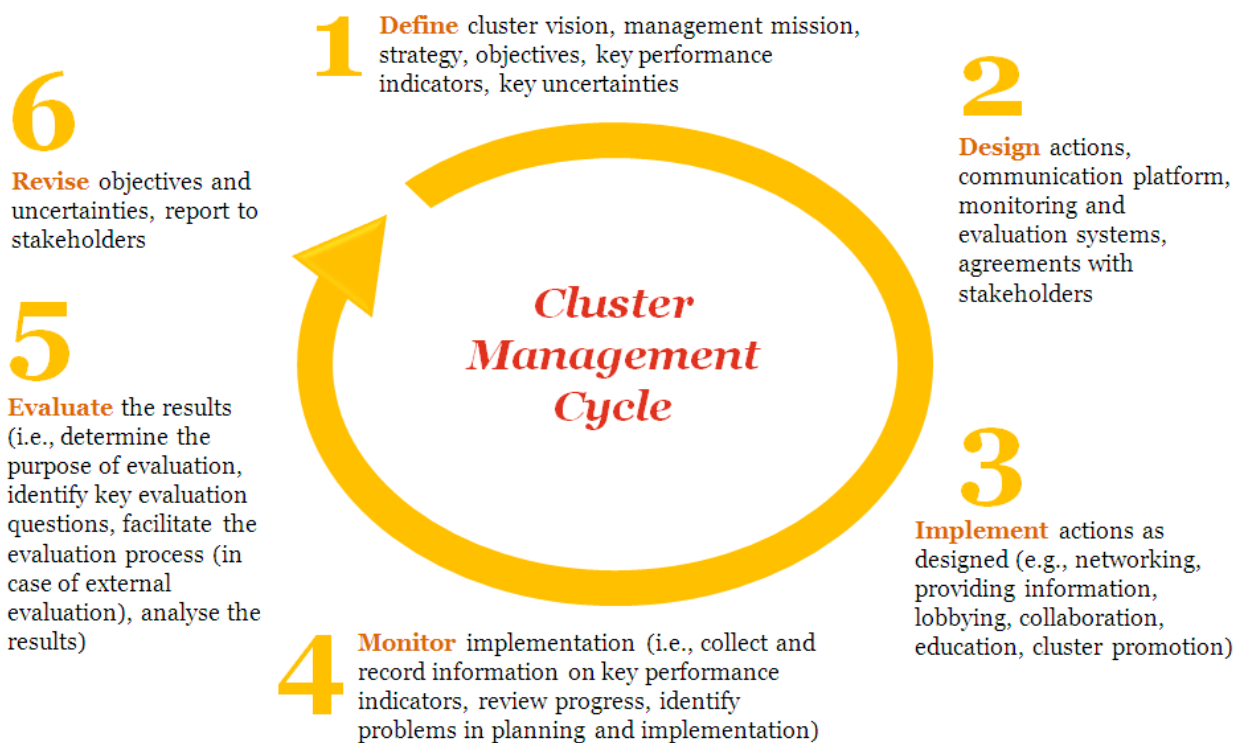 1
Define cluster vision, management mission,
strategy, objectives, key performance
indicators, key uncertainties
2
Design actions,
communication platform,
monitoring and
evaluation systems,
agreements with
stakeholders
3
Implement actions as
designed (e.g., networking,
providing information,
lobbying, collaboration,
education, cluster promotion)
4
Monitor implementation (i.e., collect and
record information on key performance
indicators, review progress, identify
problems in planning and implementation)
5
Evaluate the results
(i.e., determine the
purpose of evaluation,
identify key evaluation
questions, facilitate the
evaluation process (in
case of external
evaluation), analyse the
results)
6
Revise objectives and
uncertainties, report to
stakeholders
Cluster
Management
Cycle